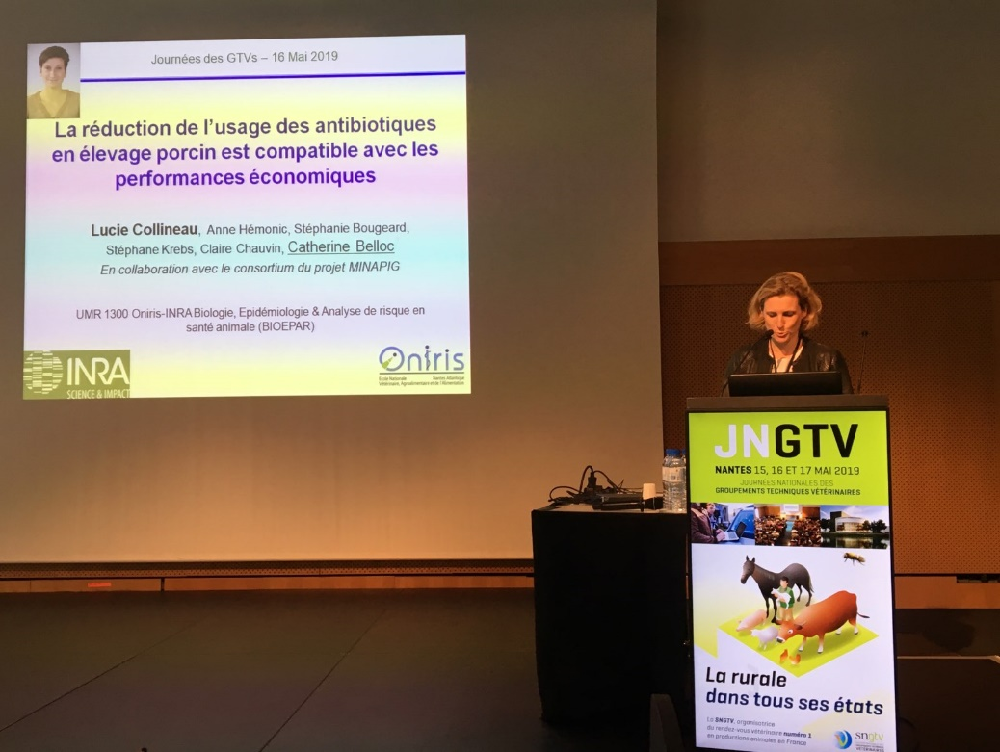 Journées des GTVs – 16 Mai 2019
La réduction de l'usage des antibiotiques
en élevage porcin est compatible avec les
performances économiques
Lucie Collineau, Anne Hémonic, Stéphanie Bougeard,
Stéphane Krebs, Claire Chauvin, Catherine Belloc
En collaboration avec le consortium du projet MINAPIG
UMR 1300 Oniris-INRA Biologie, Epidémiologie & Analyse de risque en
santé animale (BIOEPAR)
INRA
SCIENCE & IMPACT
Oniris
Ecole Nationale
Nantes Atlantique
Vétérinaire, Agroalimentaire et de l'Alimentation
JNGTV
NANTES 15, 16 ET 17 MAI 2019
JOURNÉES NATIONALES DES
GROUPEMENTS TECHNIQUES VÉTÉRINAIRES
La rurale
dans tous ses états
La SNGTV, organisatrice
du rendez-vous vétérinaire numéro 1
en productions animales en France
sngtv
VÉTÉRINAIRES